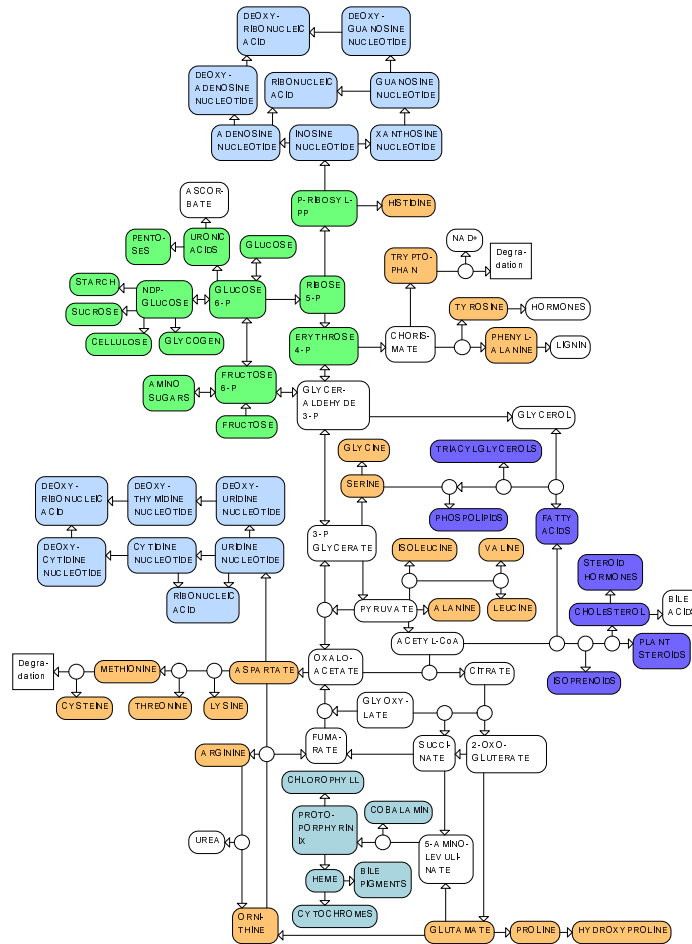 DEOXY-
RIBONUCLEIC
ACID
DEOXY-
GUANOSINE
NUCLEOTIDE
DEOXY-
ADENOSINE
NUCLEOTIDE
RIBONUCLEIC
ACID
GUANOSINE
NUCLEOTIDE
ADENOSINE
NUCLEOTIDE
INOSINE
NUCLEOTIDE
XANTHOSINE
NUCLEOTIDE
ASCOR-
BATE
P-RIBOSYL-
PP
HISTIDINE
PENTO-
SES
URONIC
ACIDS
GLUCOSE
NAD+
TRYPTO-
PHAN
Degra-
dation
STARCH
NDP-
GLUCOSE
GLUCOSE
6-P
RIBOSE
5-P
SUCROSE
TYROSINE
HORMONES
CELLULOSE
GLYCOGEN
ERYTHROSE
4-P
CHORIS-
MATE
PHENYL-
ALANINE
LIGNIN
AMINO
SUGARS
FRUCTOSE
6-P
GLYCER-
ALDEHYDE
3-P
GLYCEROL
FRUCTOSE
GLYCINE
TRIACYLGLYCEROLS
SERINE
DEOXY-
RIBONUCLEIC
ACID
DEOXY-
THYMIDINE
NUCLEOTIDE
DEOXY-
URIDINE
NUCLEOTIDE
PHOSPOLIPIDS
FATTY
ACIDS
DEOXY-
CYTIDINE
NUCLEOTIDE
CYTIDINE
NUCLEOTIDE
URIDINE
NUCLEOTIDE
3-P
GLYCERATE
ISOLEUCINE
VALINE
STEROID
HORMONES
RIBONUCLEIC
ACID
PYRUVATE
ALANINE
LEUCINE
CHOLESTEROL
BILE
ACIDS
ACETYL-CoA
PLANT
STEROIDS
Degra-
dation
METHIONINE
ASPARTATE
OXALO-
ACETATE
CITRATE
ISOPRENOIDS
CYSTEINE
THREONINE
LYSINE
GLYOXY-
LATE
ARGININE
FUMA-
RATE
SUCCI-
NATE
2-OXO-
GLUTERATE
CHLOROPHYLL
PROTO-
PORPHYRIN
IX
COBALAMIN
UREA
5-AMINO-
LEVULI-
NATE
HEME
BILE
PIGMENTS
ORNI-
THINE
CYTOCHROMES
GLUTAMATE
PROLINE
HYDROXYPROLINE